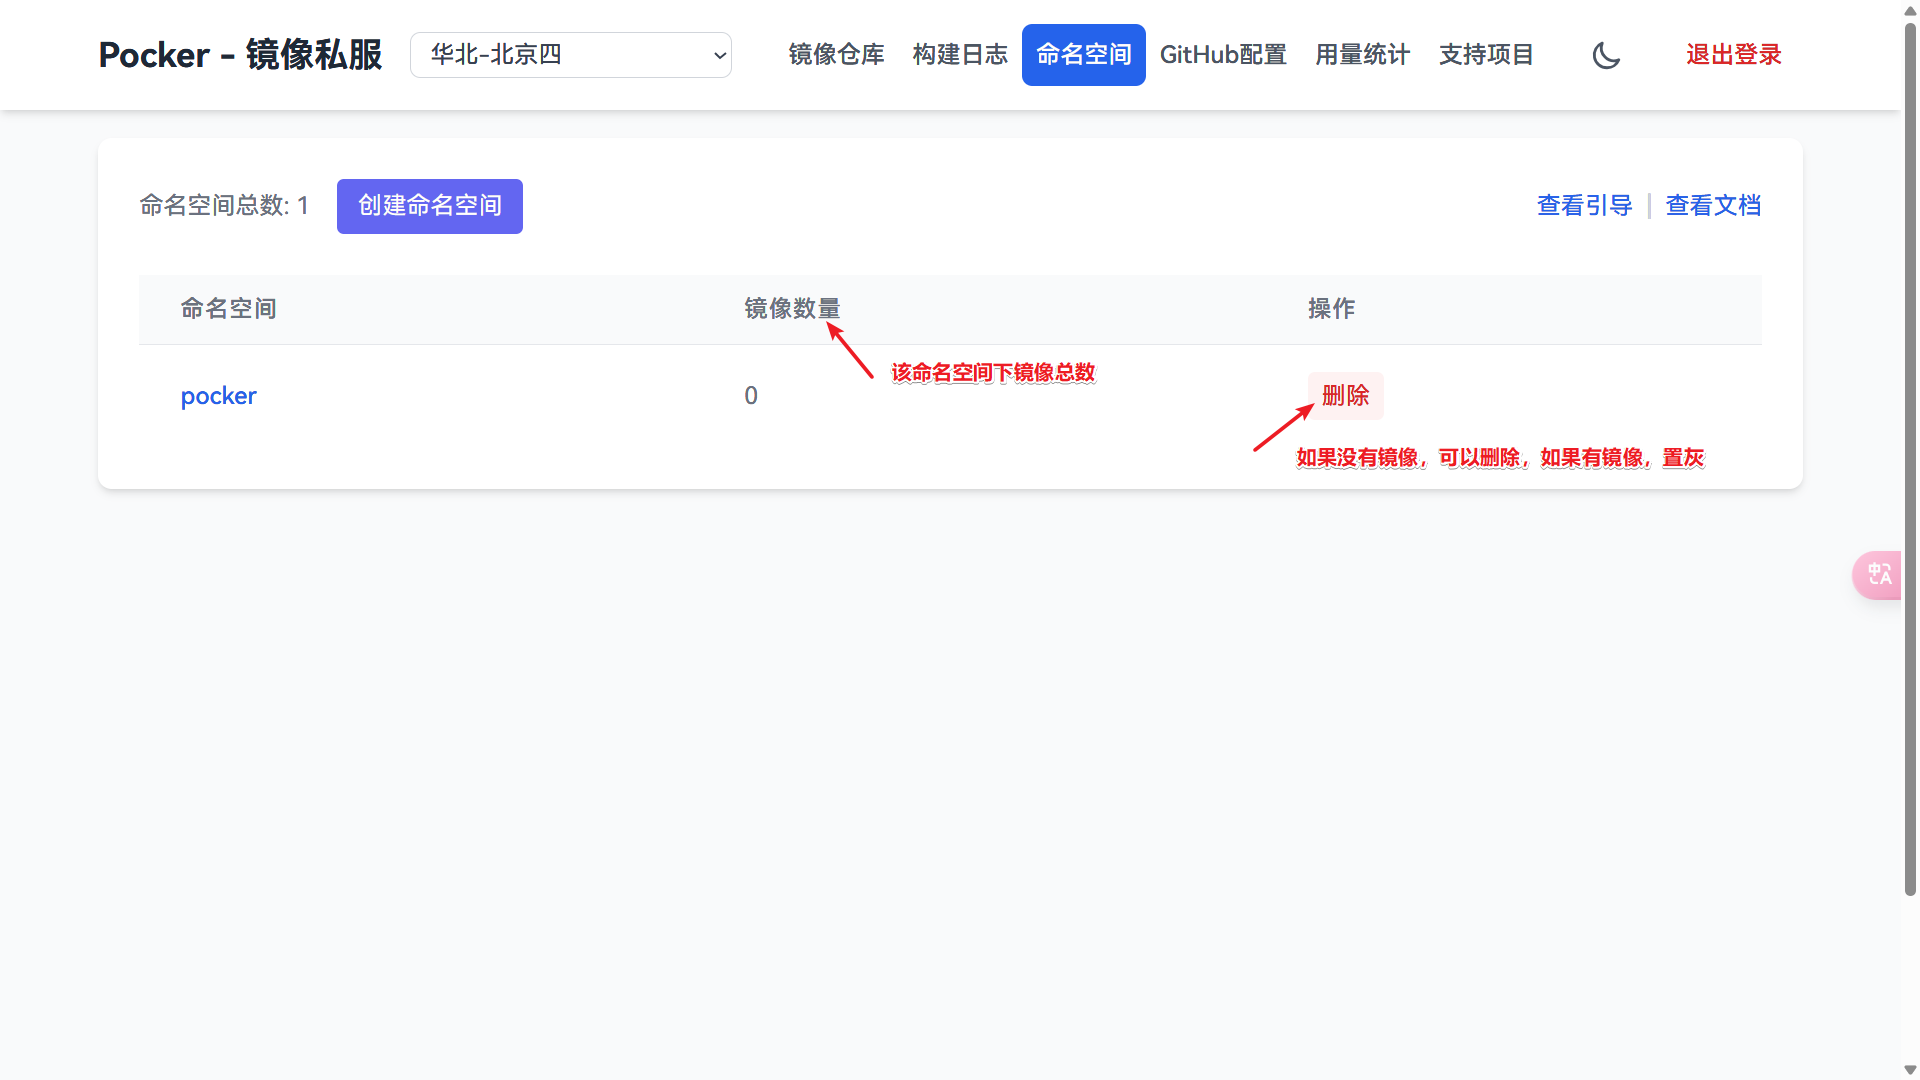 Pocker - 镜像私服
华北-北京四
镜像仓库
构建日志
命名空间
GitHub配置
用量统计
支持项目
退出登录
命名空间总数: 1
创建命名空间
查看引导
查看文档
命名空间
镜像数量
操作
该命名空间下镜像总数
pocker
0
删除
如果没有镜像，可以删除，如果有镜像，置灰
中
A